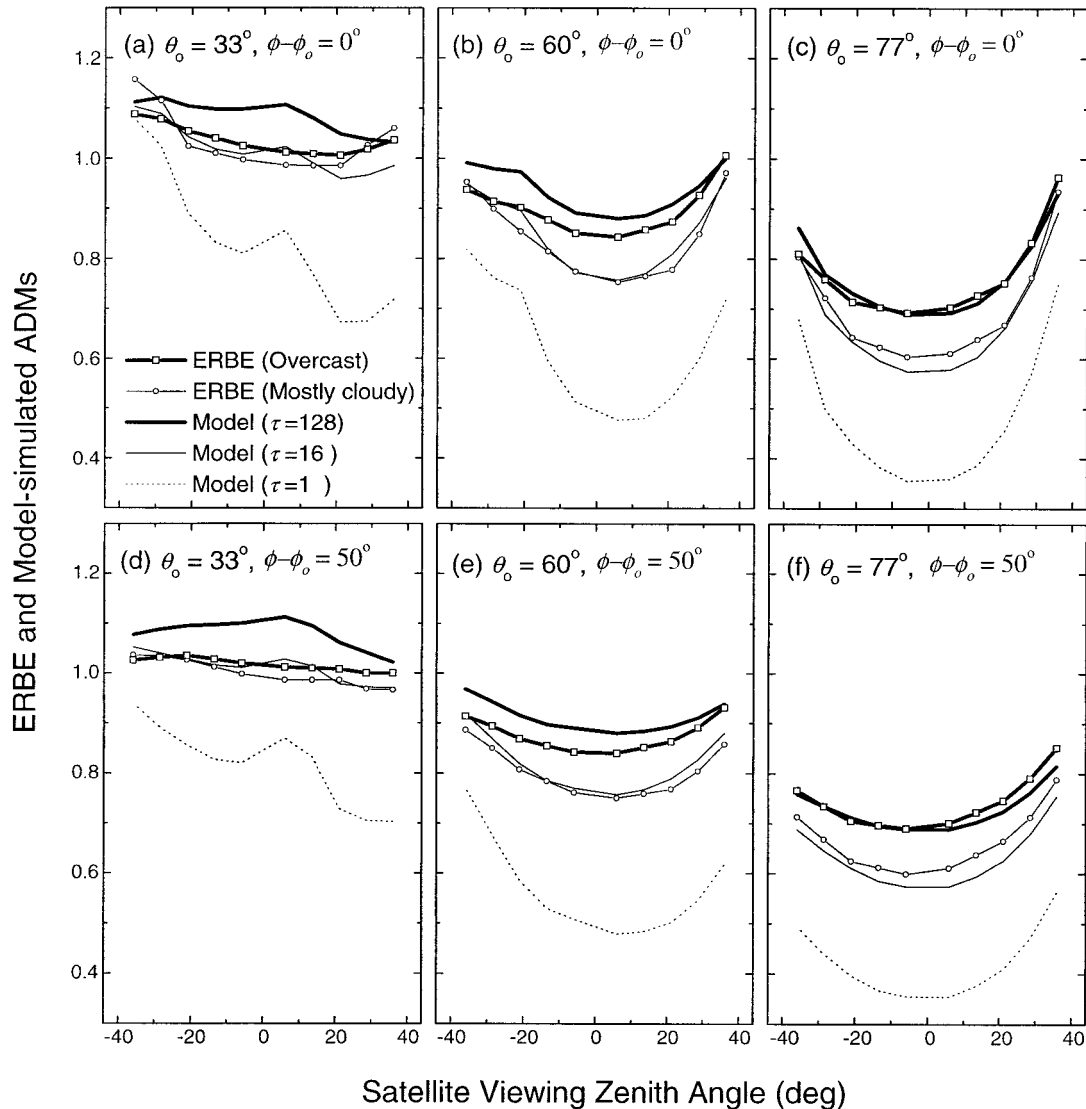 (a) θo = 33°, ϕ–ϕo = 0°
(b) θo = 60°, ϕ–ϕo = 0°
(c) θo = 77°, ϕ–ϕo = 0°
1.2
1.0
0.8
0.6
0.4
ERBE (Overcast)
ERBE (Mostly cloudy)
Model (τ=128)
Model (τ=16 )
Model (τ=1 )
ERBE and Model-simulated ADMs
(d) θo = 33°, ϕ–ϕo = 50°
(e) θo = 60°, ϕ–ϕo = 50°
(f) θo = 77°, ϕ–ϕo = 50°
1.2
1.0
0.8
0.6
0.4
-40 -20 0 20 40
-40 -20 0 20 40
-40 -20 0 20 40
Satellite Viewing Zenith Angle (deg)